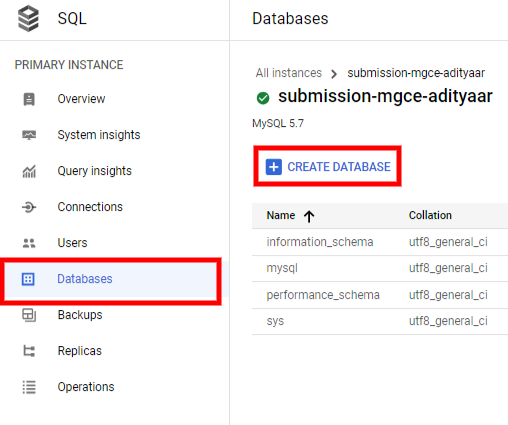 SQL
Databases
PRIMARY INSTANCE
Overview
System insights
Query insights
Connections
Users
Databases
Backups
Replicas
Operations
All instances > submission-mgce-adityaar
submission-mgce-adityaar
MySQL 5.7
CREATE DATABASE
Name Collation
information_schema utf8_general_ci
mysql utf8_general_ci
performance_schema utf8_general_ci
sys utf8_general_ci